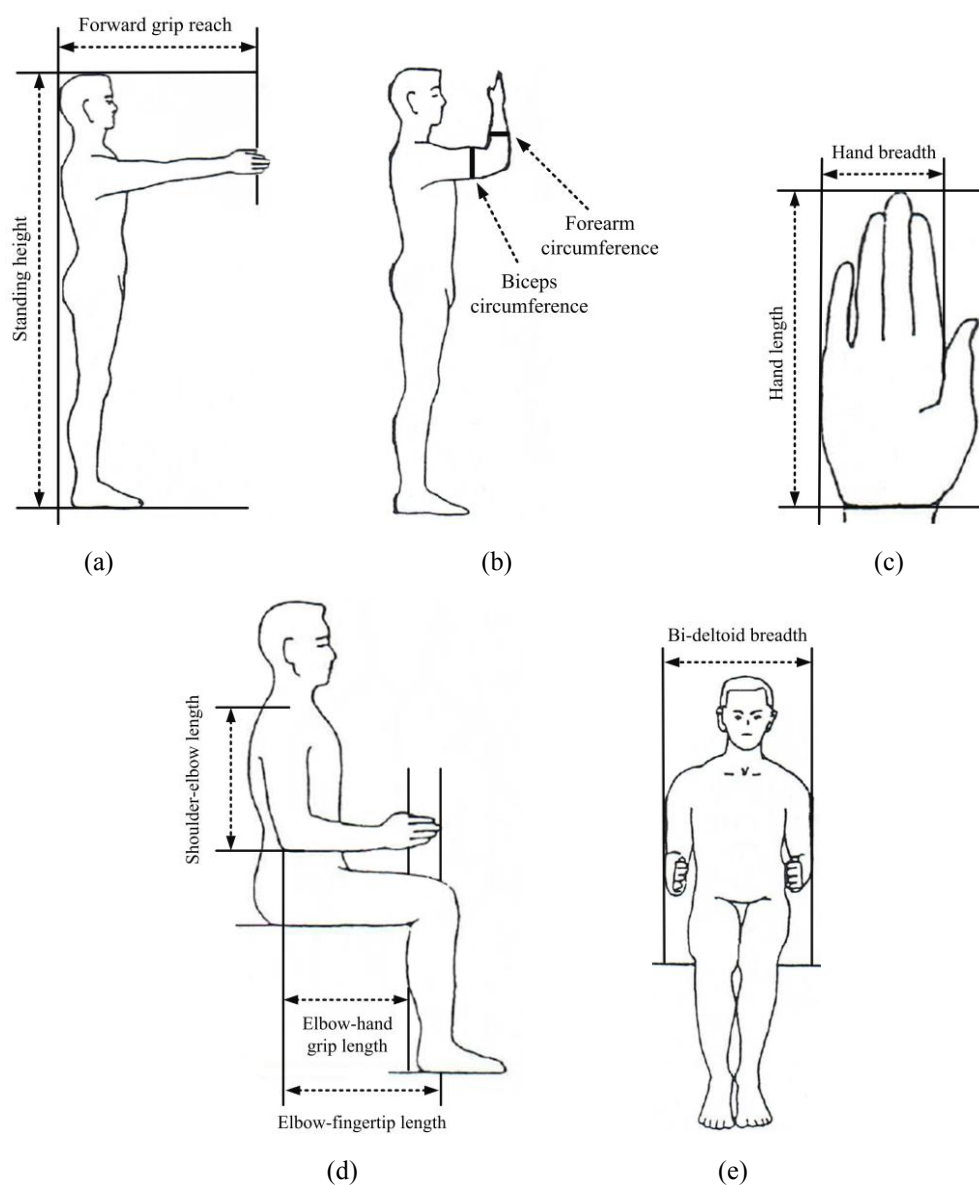 Forward grip reach
Standing height
Forearm
circumference
Biceps
circumference
Hand breadth
Hand length
(a)
(b)
(c)
Shoulder-elbow length
Elbow-hand
grip length
Elbow-fingertip length
Bi-deltoid breadth
(d)
(e)